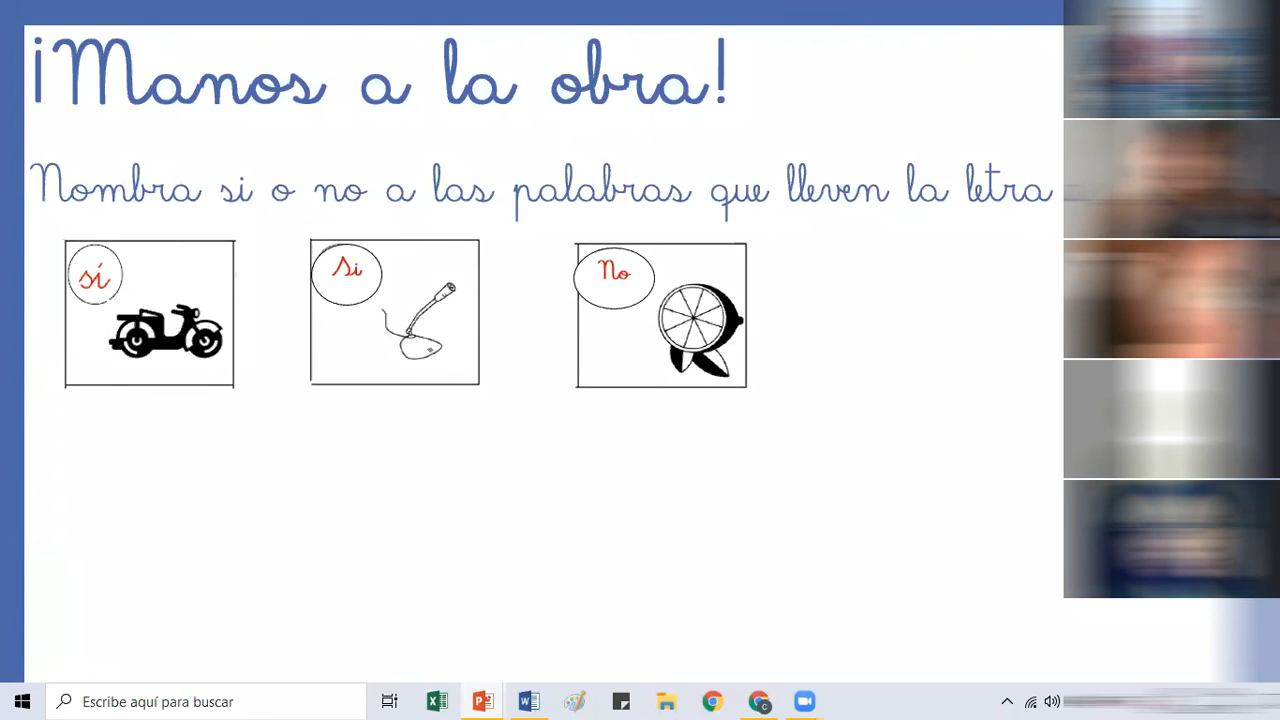 ¡Manos a la obra!
Nombra si o no a las palabras que lleven la letra
sí
Si
No
Escribe aquí para buscar